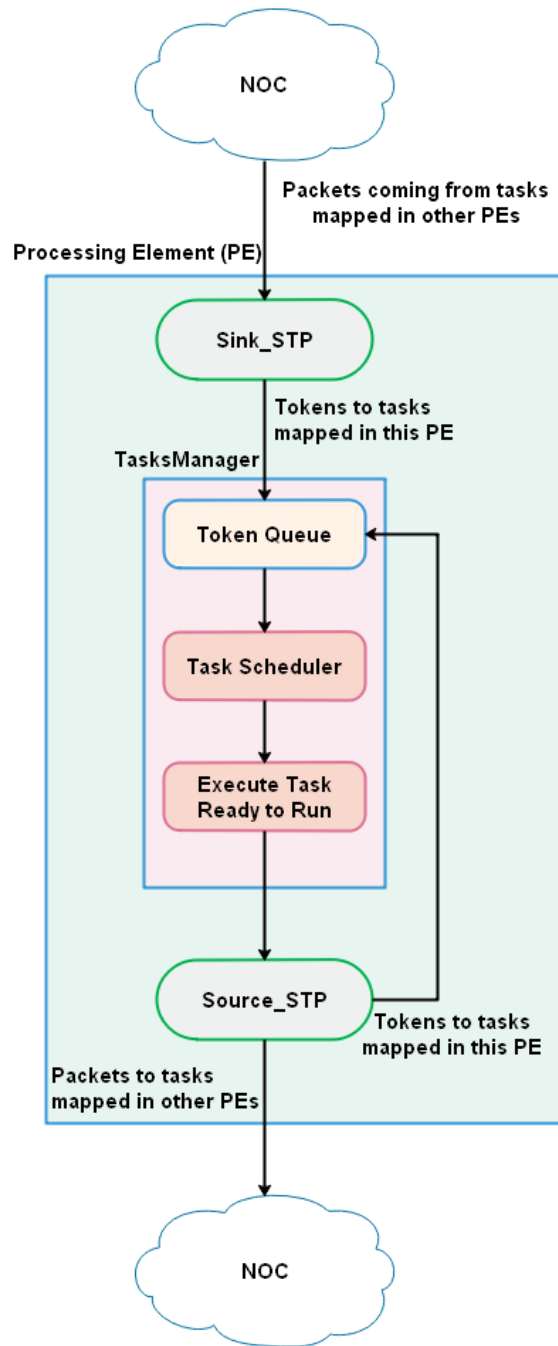 NOC
Packets coming from tasks
mapped in other PEs
Processing Element (PE)
Sink_STP
Tokens to tasks
mapped in this PE
TasksManager
Token Queue
Task Scheduler
Execute Task
Ready to Run
Source_STP
Tokens to tasks
mapped in this PE
Packets to tasks
mapped in other PEs
NOC